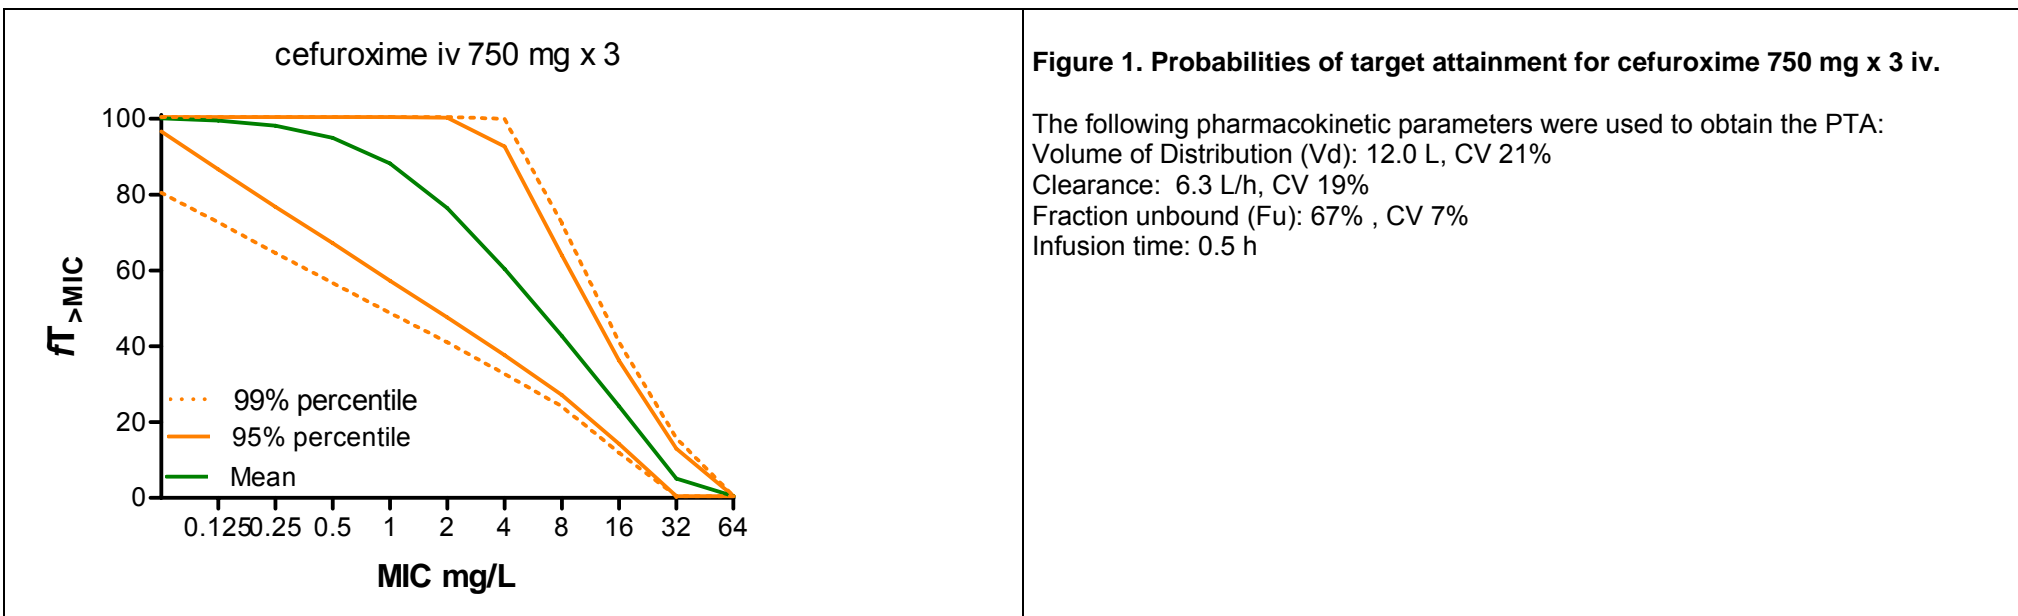 cefuroxime iv 750 mg x 3
100
80
60
40
20
0
fT>MIC
99% percentile
95% percentile
Mean
0.125 0.25 0.5 1 2 4 8 16 32 64
MIC mg/L
Figure 1. Probabilities of target attainment for cefuroxime 750 mg x 3 iv.
The following pharmacokinetic parameters were used to obtain the PTA:
Volume of Distribution (Vd): 12.0 L, CV 21%
Clearance:  6.3 L/h, CV 19%
Fraction unbound (Fu): 67% , CV 7%
Infusion time: 0.5 h